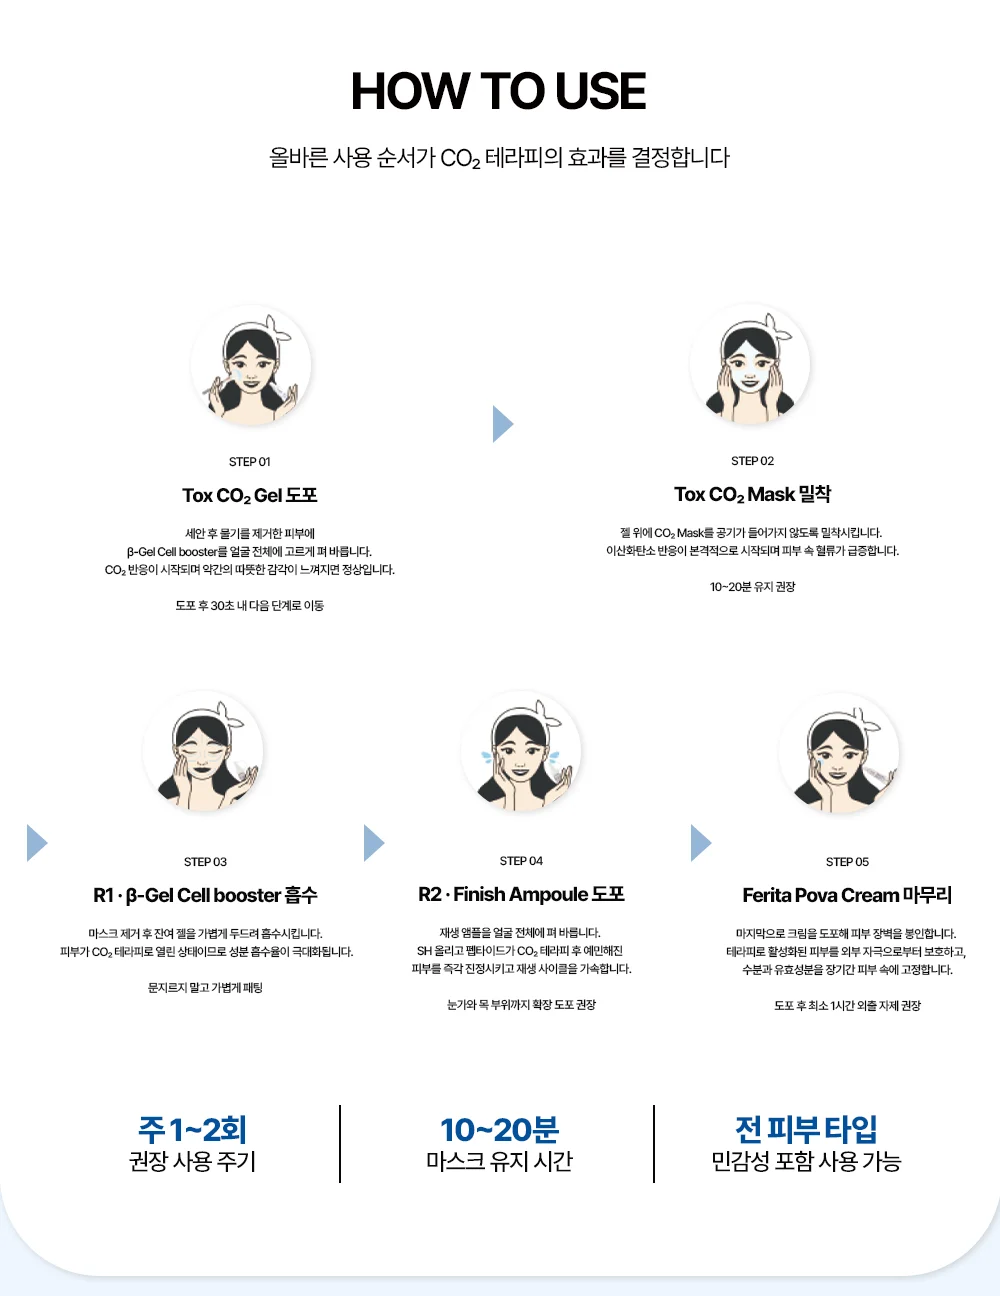 HOW TO USE
올바른 사용 순서가 CO₂ 테라피의 효과를 결정합니다
STEP 01
Tox CO₂ Gel 도포
세안 후 물기를 제거한 피부에
β-Gel Cell booster를 얼굴 전체에 고르게 펴 바릅니다.
CO₂ 반응이 시작되며 약간의 따뜻한 감각이 느껴지면 정상입니다.
도포 후 30초 내 다음 단계로 이동
STEP 02
Tox CO₂ Mask 밀착
젤 위에 CO₂ Mask를 공기가 들어가지 않도록 밀착시킵니다.
이산화탄소 반응이 본격적으로 시작되며 피부 속 혈류가 급증합니다.
10~20분 유지 권장
STEP 03
R1 · β-Gel Cell booster 흡수
마스크 제거 후 잔여 젤을 가볍게 두드려 흡수시킵니다.
피부가 CO₂ 테라피로 열린 상태이므로 성분 흡수율이 극대화됩니다.
문지르지 말고 가볍게 패팅
STEP 04
R2 · Finish Ampoule 도포
재생 앰플을 얼굴 전체에 펴 바릅니다.
SH 올리고 펩타이드가 CO₂ 테라피 후 예민해진
피부를 즉각 진정시키고 재생 사이클을 가속합니다.
눈가와 목 부위까지 확장 도포 권장
STEP 05
Ferita Pova Cream 마무리
마지막으로 크림을 도포해 피부 장벽을 봉인합니다.
테라피로 활성화된 피부를 외부 자극으로부터 보호하고,
수분과 유효성분을 장기간 피부 속에 고정합니다.
도포 후 최소 1시간 외출 자제 권장
주 1~2회
권장 사용 주기
10~20분
마스크 유지 시간
전 피부 타입
민감성 포함 사용 가능